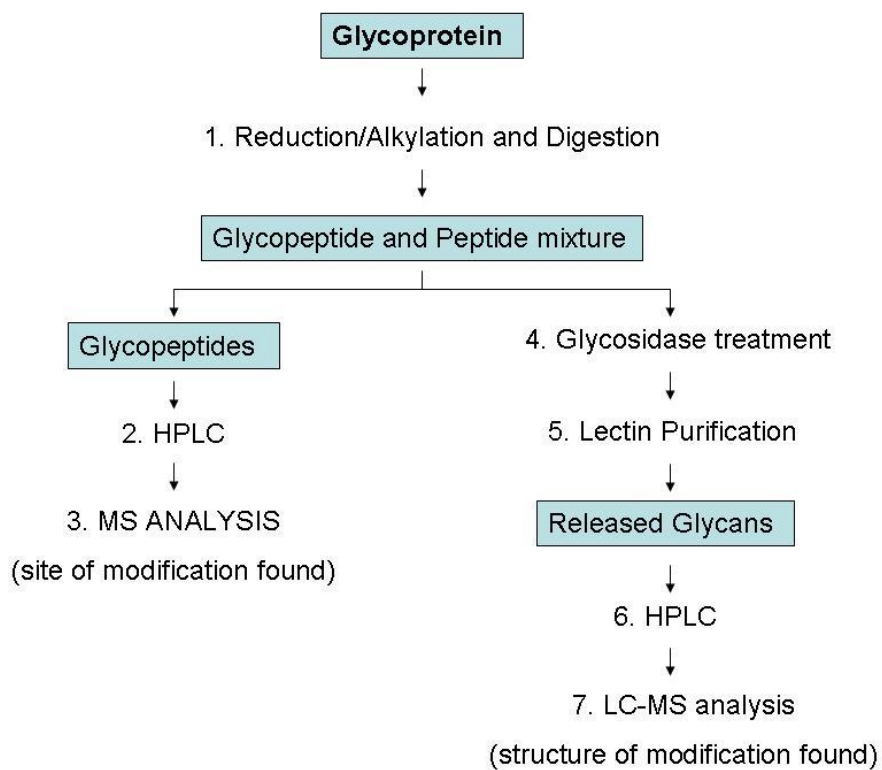 Glycoprotein
1. Reduction/Alkylation and Digestion
Glycopeptide and Peptide mixture
Glycopeptides
2. HPLC
3. MS ANALYSIS
(site of modification found)
4. Glycosidase treatment
5. Lectin Purification
Released Glycans
6. HPLC
7. LC-MS analysis
(structure of modification found)